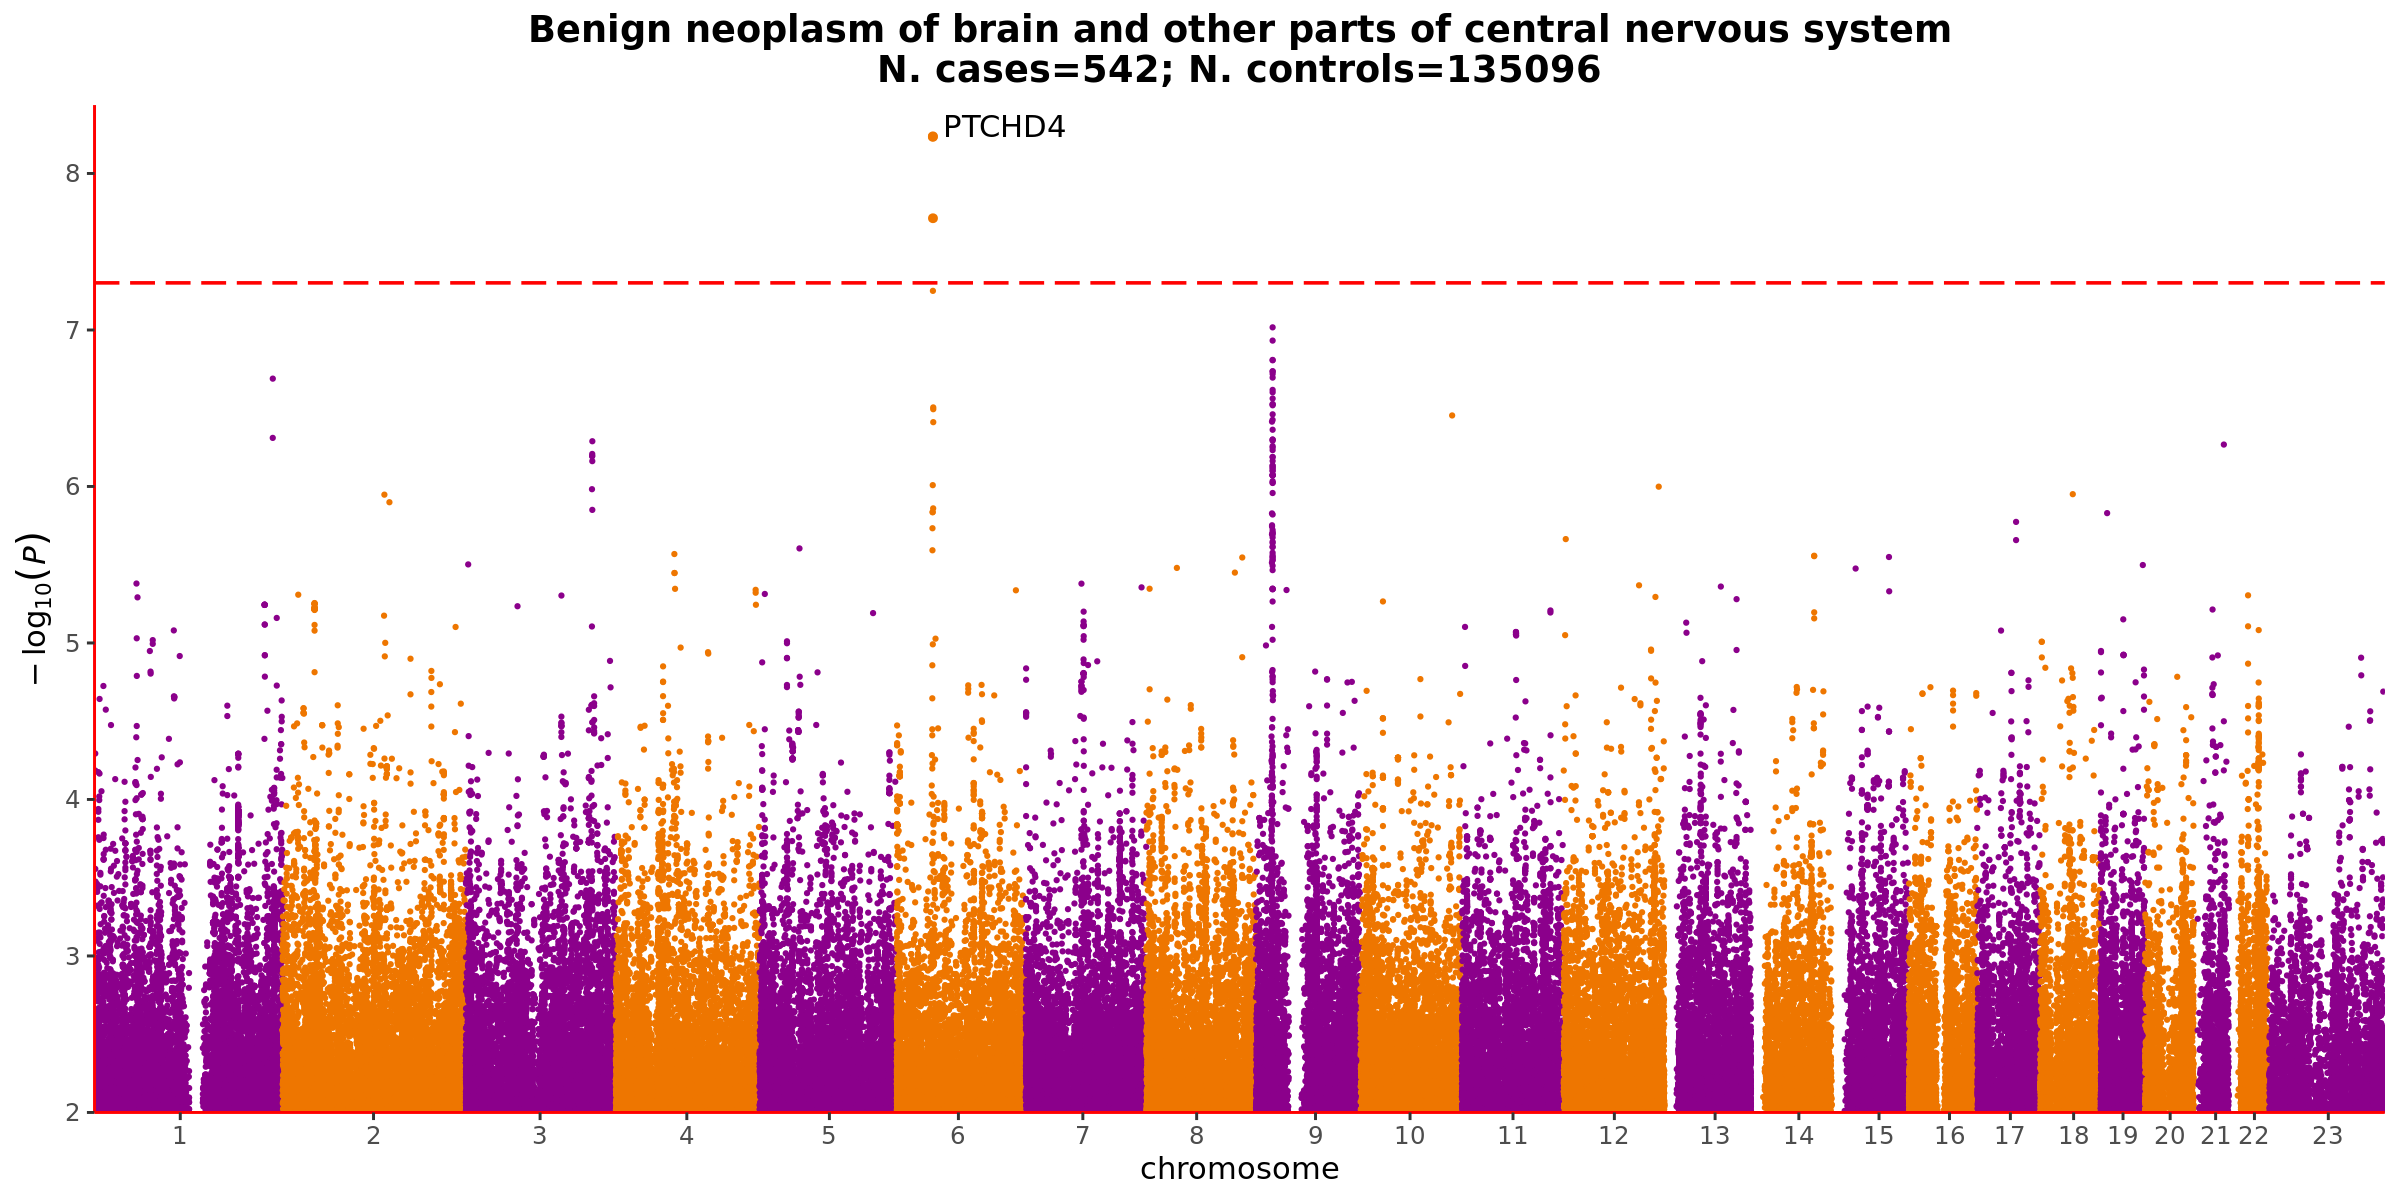 Benign neoplasm of brain and other parts of central nervous system
N. cases=542; N. controls=135096
PTCHD4
8
7
6
5
4
3
2
−log10(P)
1 2 3 4 5 6 7 8 9 10 11 12 13 14 15 16 17 18 19 20 21 22 23
chromosome